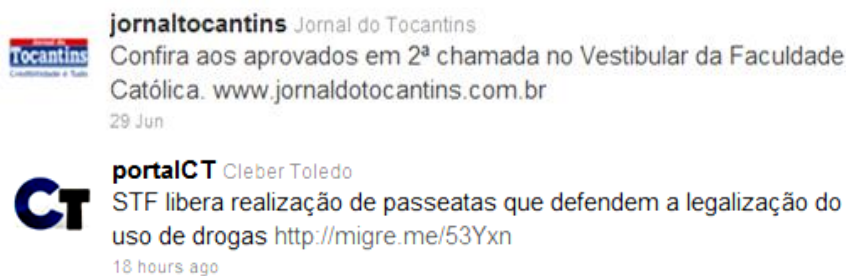 jornaltocantins Jornal do Tocantins
Jornal do
Tocantins
Confira aos aprovados em 2ª chamada no Vestibular da Faculdade
Católica. www.jornaldotocantins.com.br
29 Jun
portalCT Cleber Toledo
CT
STF libera realização de passeatas que defendem a legalização do
uso de drogas http://migre.me/53Yxn
18 hours ago